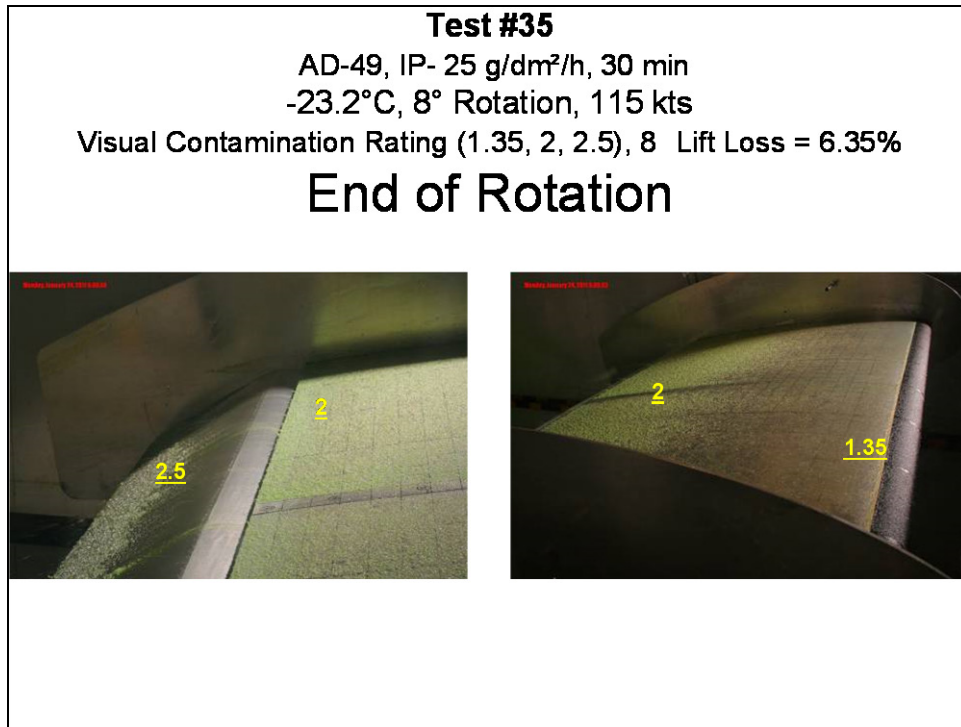 Test #35
AD-49, IP- 25 g/dm²/h, 30 min
-23.2°C, 8° Rotation, 115 kts
Visual Contamination Rating (1.35, 2, 2.5), 8 Lift Loss = 6.35%
End of Rotation
2
2.5
2
1.35